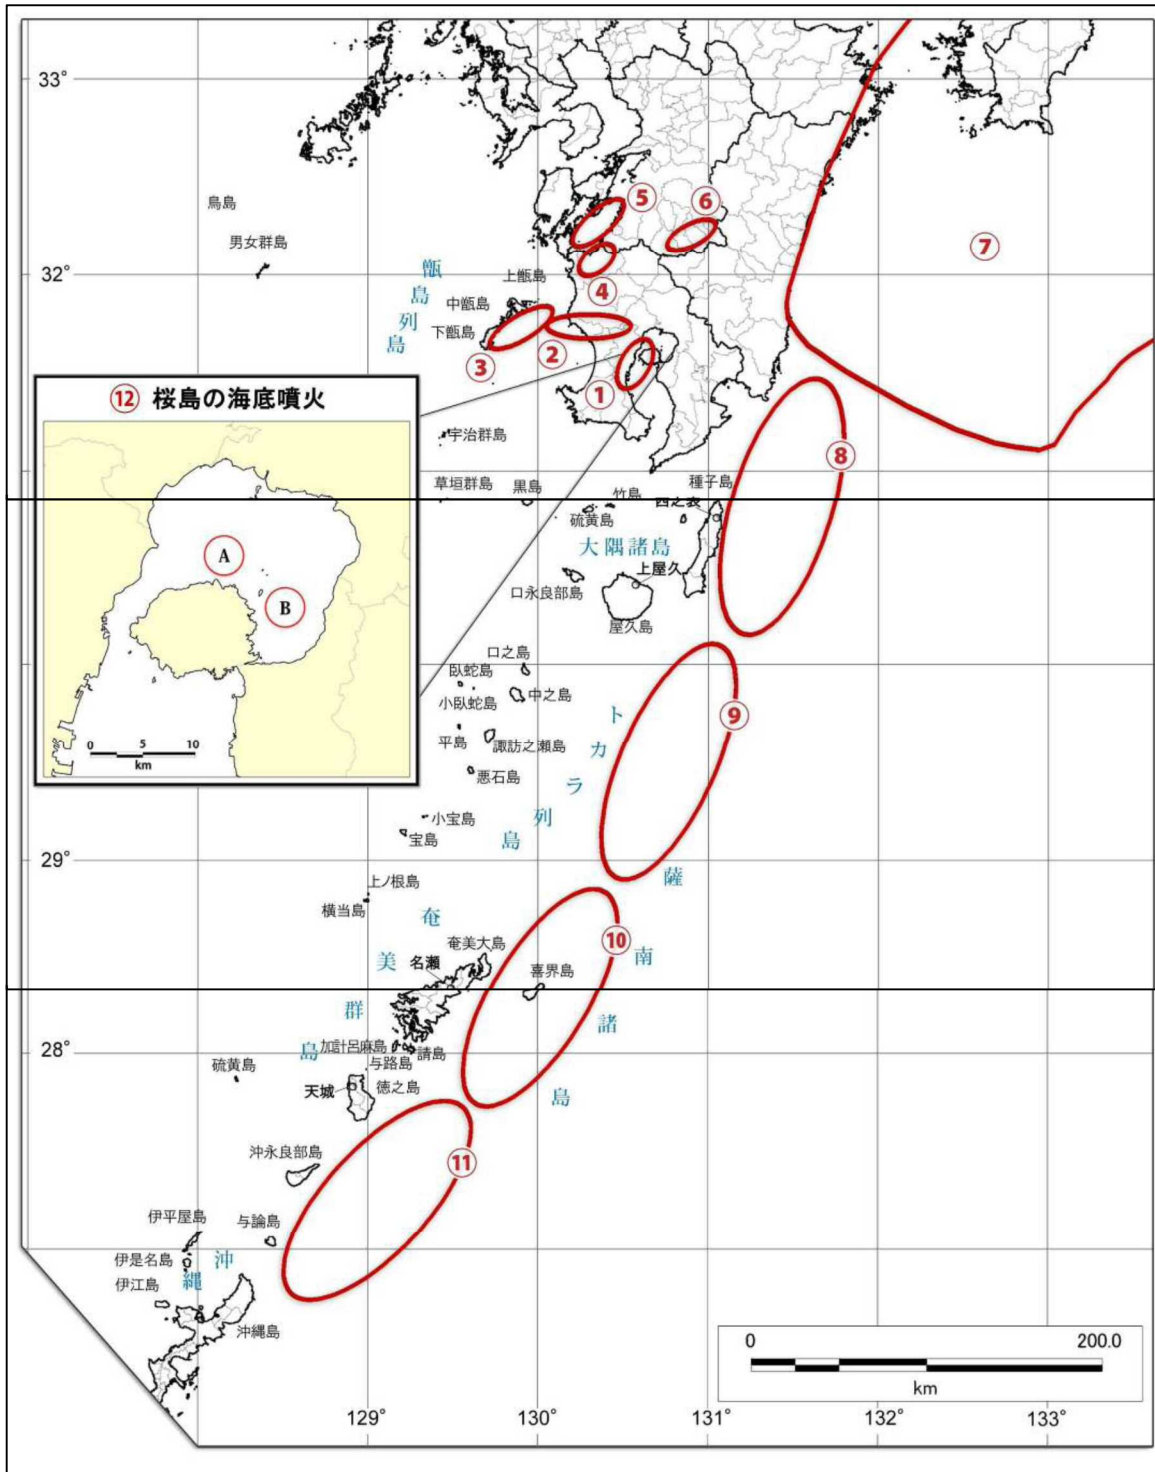 33°
鳥島
男女群島
⑤
⑥
⑦
32°
甑島列島
上甑島
中甑島
下甑島
④
③
②
①
⑫ 桜島の海底噴火
A
B
0 5 10
km
宇治群島
草垣群島
黒島
竹島
硫黄島
種子島
西之表
⑧
大隅諸島
上屋久
口永良部島
屋久島
口之島
臥蛇島
小臥蛇島
中之島
平島
諏訪之瀬島
悪石島
トカラ列島
⑨
小宝島
宝島
29°
薩南諸島
上ノ根島
横当島
奄美群島
奄美大島
名瀬
喜界島
⑩
28°
加計呂麻島
請島
与路島
硫黄島
天城
徳之島
沖永良部島
⑪
伊平屋島
与論島
伊是名島
沖縄
伊江島
沖縄島
0 200.0
km
129° 130° 131° 132° 133°